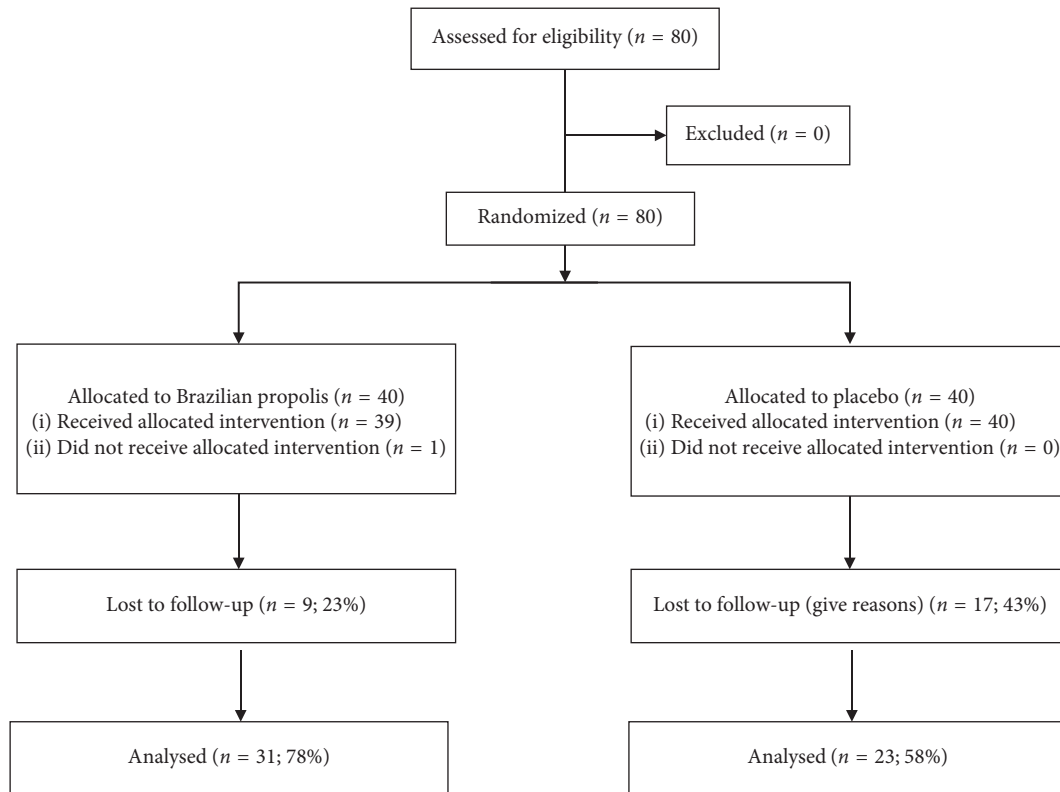 Assessed for eligibility (n = 80)
Excluded (n = 0)
Randomized (n = 80)
Allocated to Brazilian propolis (n = 40)
(i) Received allocated intervention (n = 39)
(ii) Did not receive allocated intervention (n = 1)
Allocated to placebo (n = 40)
(i) Received allocated intervention (n = 40)
(ii) Did not receive allocated intervention (n = 0)
Lost to follow-up (n = 9; 23%)
Lost to follow-up (give reasons) (n = 17; 43%)
Analysed (n = 31; 78%)
Analysed (n = 23; 58%)